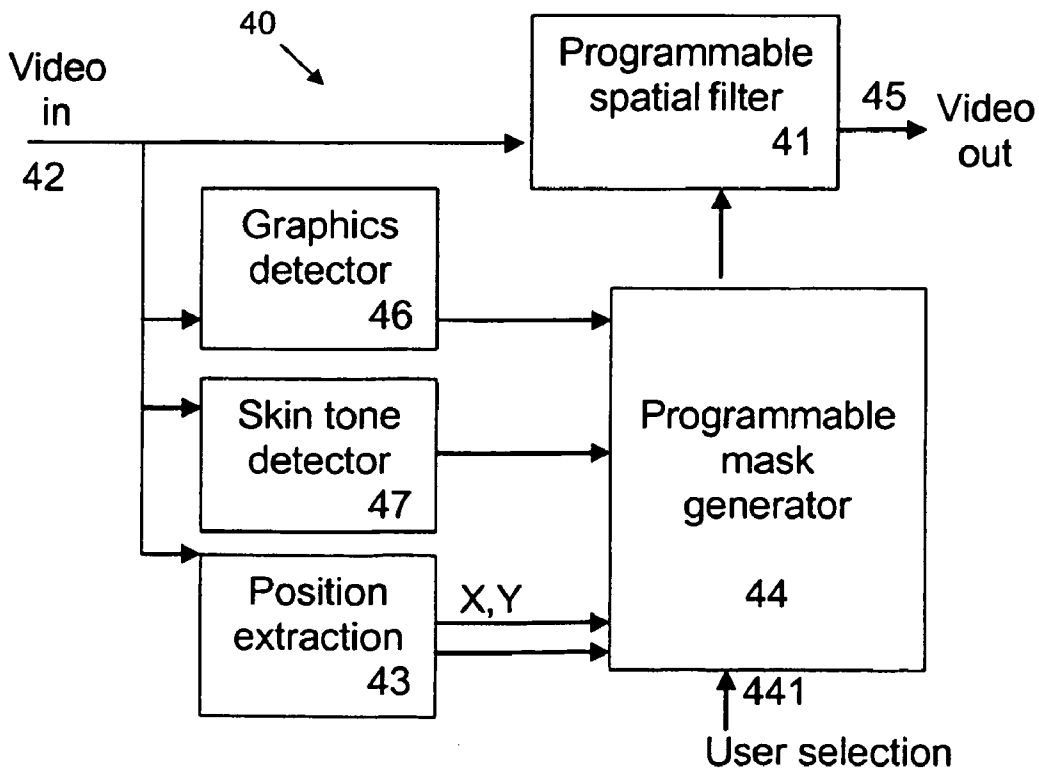 40
Video
in
42
Programmable
spatial filter
41
45
Video
out
Graphics
detector
46
Skin tone
detector
47
Position
extraction
43
X,Y
Programmable
mask
generator
44
441
User selection